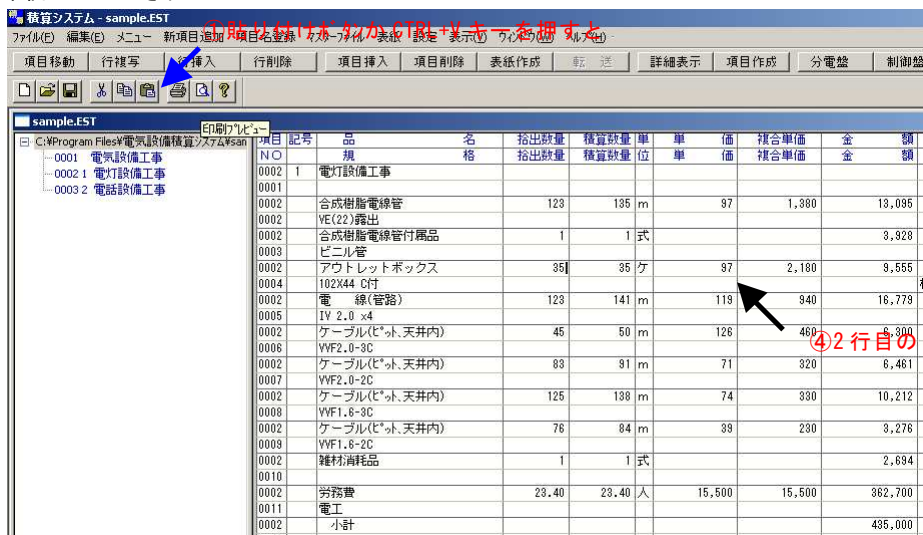 積算システム - sample.EST
①貼り付けボタンか CTRL+V キーを押すと
ファイル(F) 編集(E) メニュー 新項目追加 項目名登録 マスターファイル 表紙 設定 表示(V) ウィンドウ(W) ヘルプ(H)
項目移動 行複写 行挿入 行削除 項目挿入 項目削除 表紙作成 転 送 詳細表示 項目作成 分電盤 制御盤
sample.EST
印刷プレビュー
C:¥Program Files¥電気設備積算システム¥san
0001 電気設備工事
0002 1 電灯設備工事
0003 2 電話設備工事
項目 記号 品 名 拾出数量 積算数量 単 単 価 複合単価 金 額
NO 規 格 拾出数量 積算数量 位 単 価 複合単価 金 額
0002 1 電灯設備工事
0001
0002 合成樹脂電線管 123 135 m 97 1,380 13,095
0002 VE(22)露出
0002 合成樹脂電線管付属品 1 1 式 3,928
0003 ビニル管
0002 アウトレットボックス 35 35 ケ 97 2,180 9,555
0004 102X44 C付
0002 電 線(管路) 123 141 m 119 940 16,779
0005 IV 2.0 x4
0002 ケーブル(ピット、天井内) 45 50 m 126 460 6,300
④2 行目の
0006 VVF2.0-3C
0002 ケーブル(ピット、天井内) 83 91 m 71 320 6,461
0007 VVF2.0-2C
0002 ケーブル(ピット、天井内) 125 138 m 74 330 10,212
0008 VVF1.6-3C
0002 ケーブル(ピット、天井内) 76 84 m 39 230 3,276
0009 VVF1.6-2C
0002 雑材消耗品 1 1 式 2,694
0010
0002 労務費 23.40 23.40 人 15,500 15,500 362,700
0011 電工
0002 小計 435,000